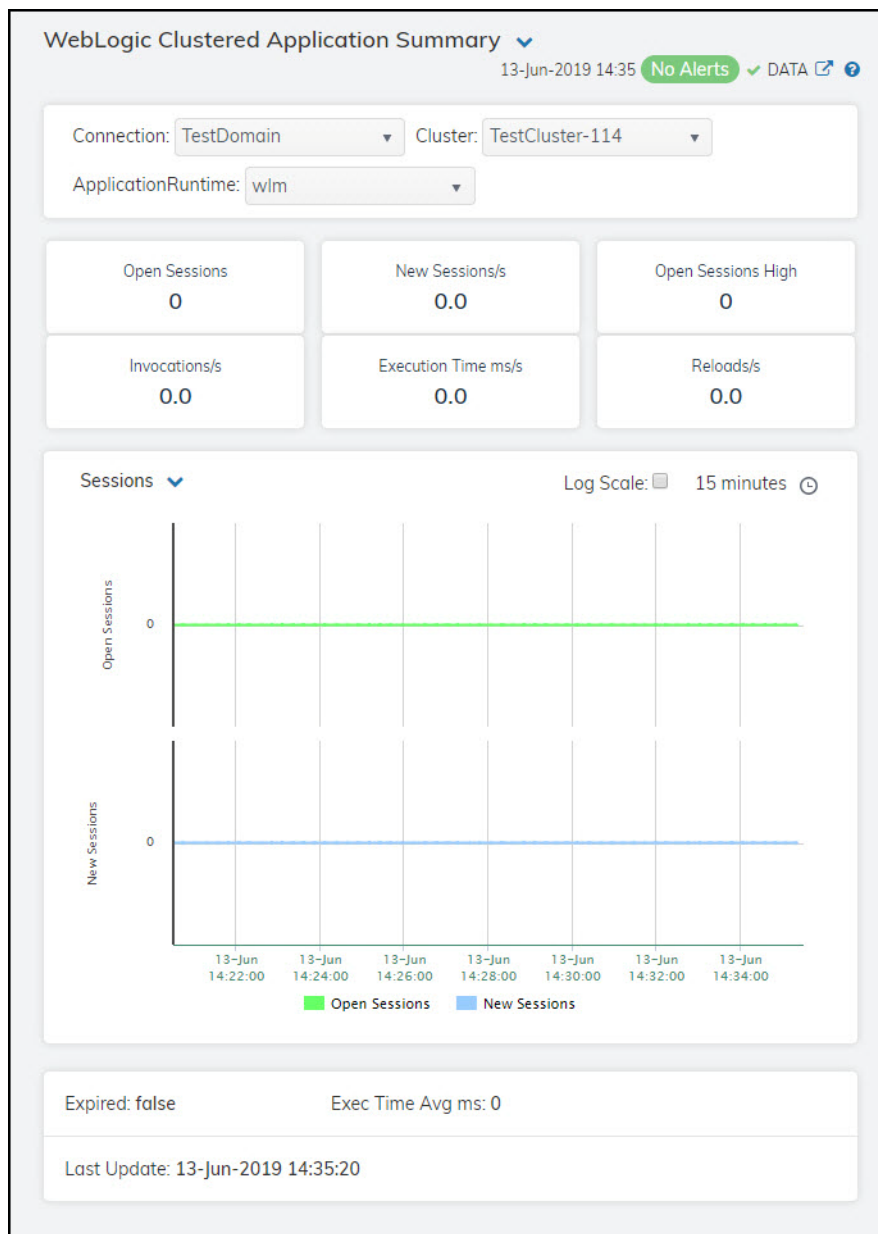 WebLogic Clustered Application Summary
13-Jun-2019 14:35 No Alerts DATA
Connection: TestDomain Cluster: TestCluster-114
ApplicationRuntime: wlm
Open Sessions
0
New Sessions/s
0.0
Open Sessions High
0
Invocations/s
0.0
Execution Time ms/s
0.0
Reloads/s
0.0
Sessions Log Scale: 15 minutes
Open Sessions
0
New Sessions
0
13-Jun 13-Jun 13-Jun 13-Jun 13-Jun 13-Jun 13-Jun
14:22:00 14:24:00 14:26:00 14:28:00 14:30:00 14:32:00 14:34:00
Open Sessions New Sessions
Expired: false Exec Time Avg ms: 0
Last Update: 13-Jun-2019 14:35:20